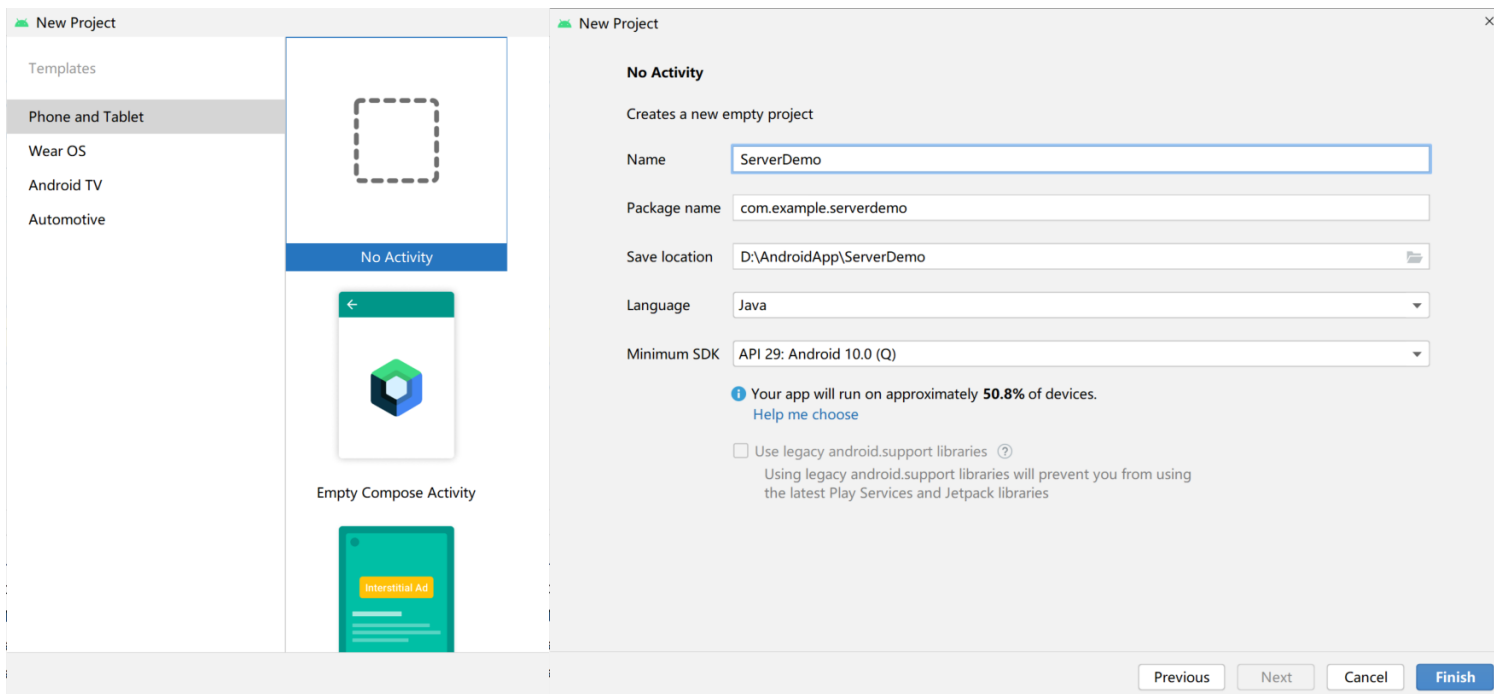 New Project
Templates
Phone and Tablet
Wear OS
Android TV
Automotive
No Activity
Empty Compose Activity
Interstitial Ad
New Project
No Activity
Creates a new empty project
Name
ServerDemo
Package name
com.example.serverdemo
Save location
D:\AndroidApp\ServerDemo
Language
Java
Minimum SDK
API 29: Android 10.0 (Q)
Your app will run on approximately 50.8% of devices.
Help me choose
Use legacy android.support libraries
Using legacy android.support libraries will prevent you from using
the latest Play Services and Jetpack libraries
Previous
Next
Cancel
Finish